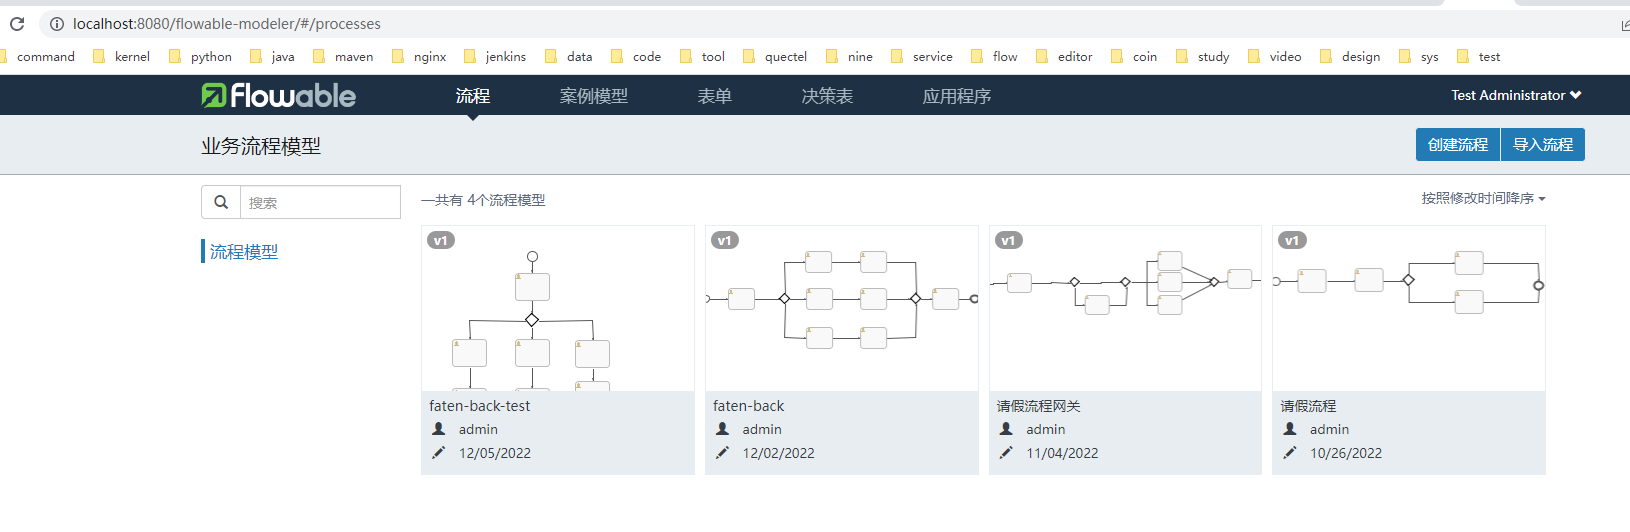 localhost:8080/flowable-modeler/#/processes
command kernel python java maven nginx jenkins data code tool quectel nine service flow editor coin study video design sys test
flowable 流程 案例模型 表单 决策表 应用程序 Test Administrator
业务流程模型 创建流程 导入流程
搜索 一共有 4个流程模型 按照修改时间降序
流程模型
v1 v1 v1 v1
faten-back-test faten-back 请假流程网关 请假流程
admin admin admin admin
12/05/2022 12/02/2022 11/04/2022 10/26/2022